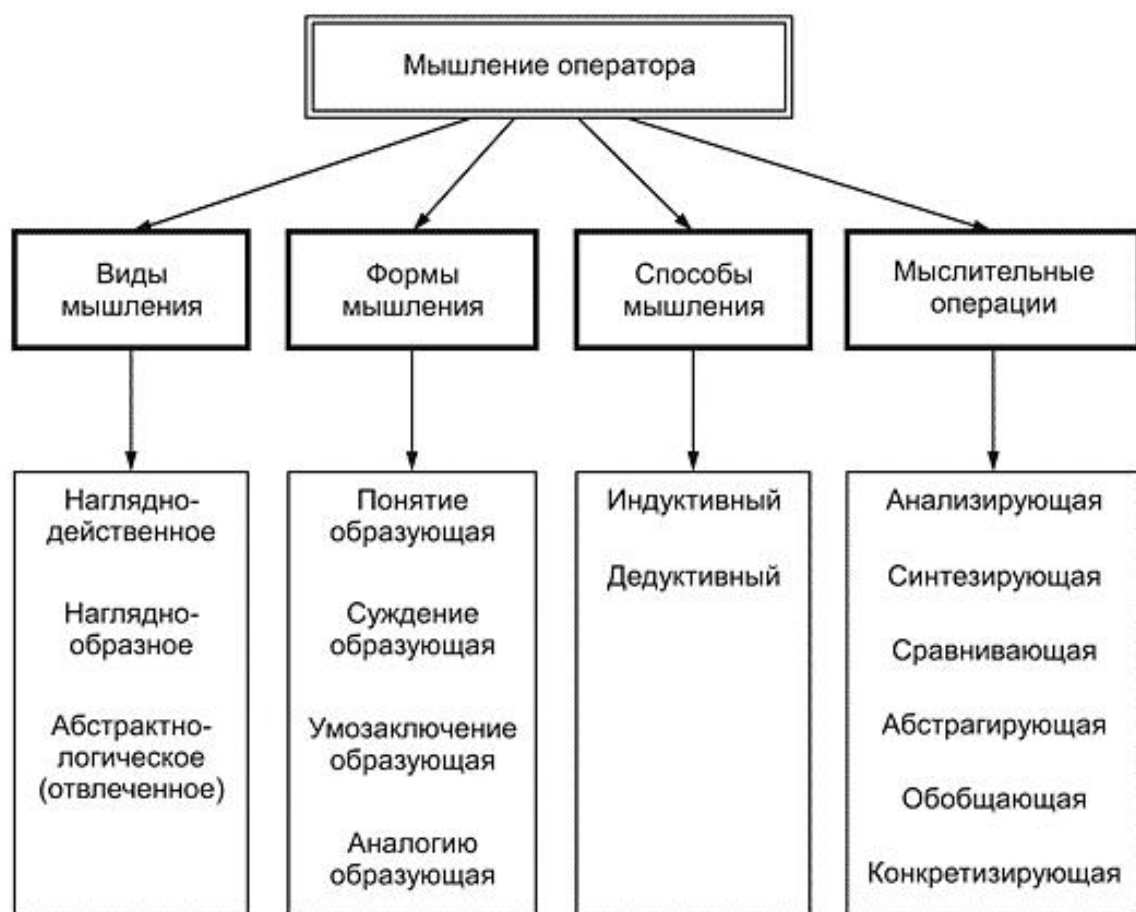 Мышление оператора
Виды
мышления
Формы
мышления
Способы
мышления
Мыслительные
операции
Наглядно-
действенное
Наглядно-
образное
Абстрактно-
логическое
(отвлеченное)
Понятие
образующая
Суждение
образующая
Умозаключение
образующая
Аналогию
образующая
Индуктивный
Дедуктивный
Анализирующая
Синтезирующая
Сравнивающая
Абстрагирующая
Обобщающая
Конкретизирующая